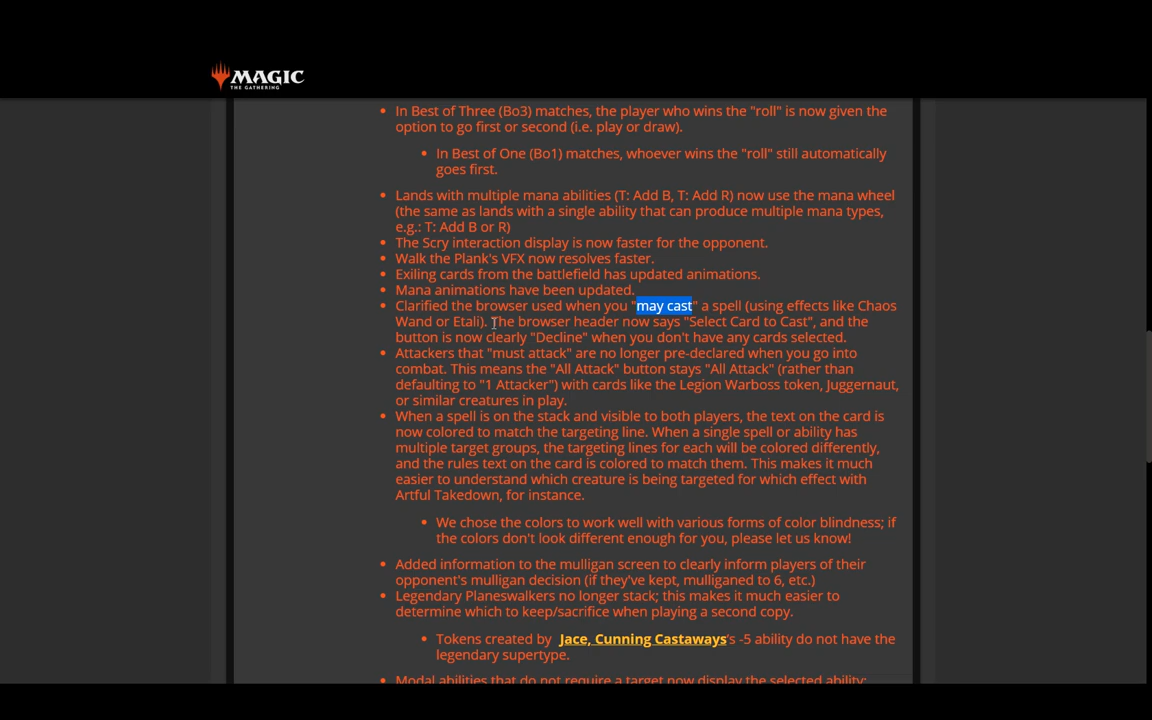 MAGIC
THE GATHERING
In Best of Three (Bo3) matches, the player who wins the "roll" is now given the
option to go first or second (i.e. play or draw).
In Best of One (Bo1) matches, whoever wins the "roll" still automatically
goes first.
Lands with multiple mana abilities (T: Add B, T: Add R) now use the mana wheel
(the same as lands with a single ability that can produce multiple mana types,
e.g.: T: Add B or R)
The Scry interaction display is now faster for the opponent.
Walk the Plank's VFX now resolves faster.
Exiling cards from the battlefield has updated animations.
Mana animations have been updated.
Clarified the browser used when you "may cast" a spell (using effects like Chaos
Wand or Etali). The browser header now says "Select Card to Cast", and the
button is now clearly "Decline" when you don't have any cards selected.
Attackers that "must attack" are no longer pre-declared when you go into
combat. This means the "All Attack" button stays "All Attack" (rather than
defaulting to "1 Attacker") with cards like the Legion Warboss token, Juggernaut,
or similar creatures in play.
When a spell is on the stack and visible to both players, the text on the card is
now colored to match the targeting line. When a single spell or ability has
multiple target groups, the targeting lines for each will be colored differently,
and the rules text on the card is colored to match them. This makes it much
easier to understand which creature is being targeted for which effect with
Artful Takedown, for instance.
We chose the colors to work well with various forms of color blindness; if
the colors don't look different enough for you, please let us know!
Added information to the mulligan screen to clearly inform players of their
opponent's mulligan decision (if they've kept, mulliganed to 6, etc.)
Legendary Planeswalkers no longer stack; this makes it much easier to
determine which to keep/sacrifice when playing a second copy.
Tokens created by Jace, Cunning Castaways's -5 ability do not have the
legendary supertype.
Modal abilities that do not require a target now display the selected ability;